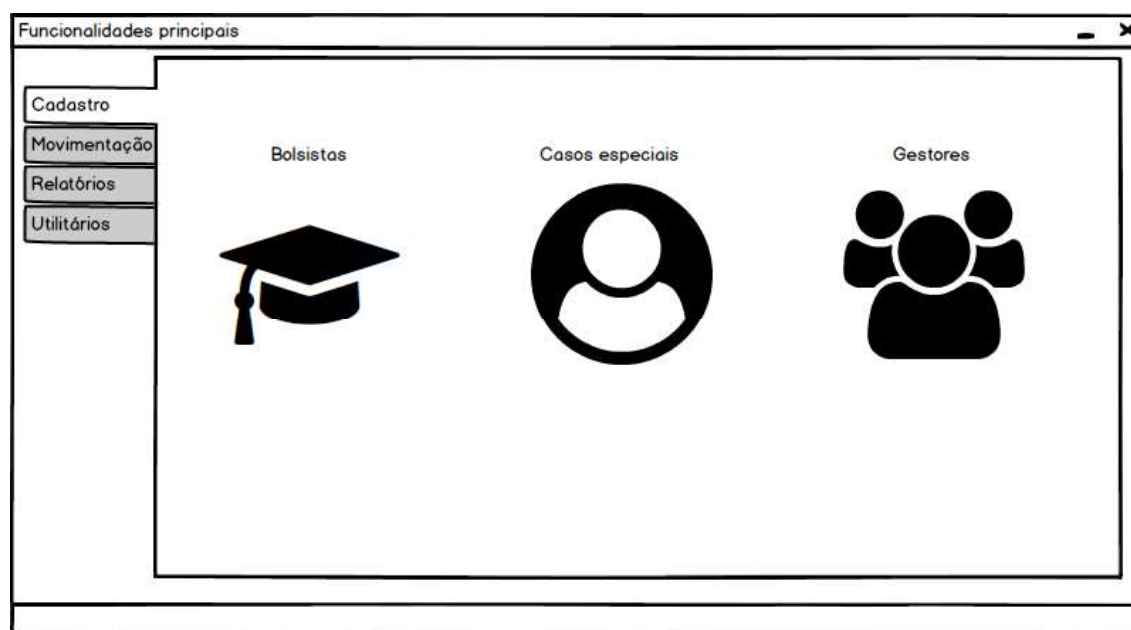 Funcionalidades principais
Cadastro
Movimentação
Relatórios
Utilitários
Bolsistas
Casos especiais
Gestores